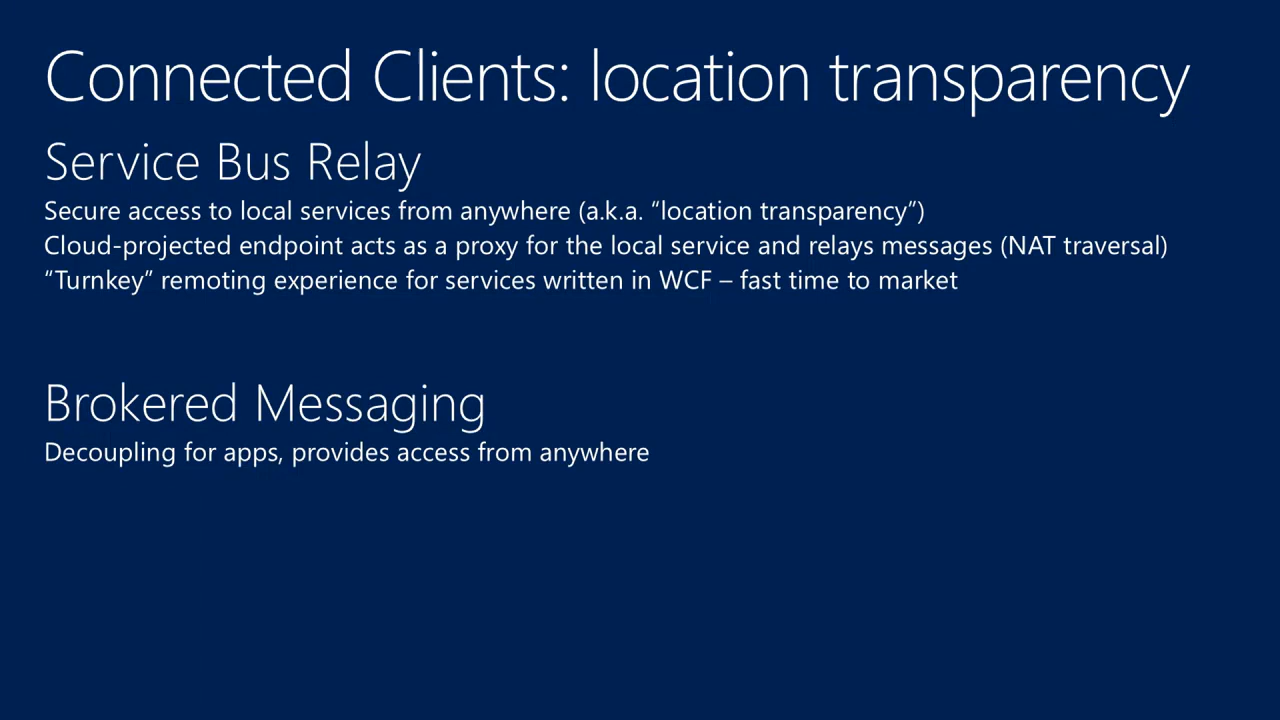 Connected Clients: location transparency
Service Bus Relay
Secure access to local services from anywhere (a.k.a. “location transparency”)
Cloud-projected endpoint acts as a proxy for the local service and relays messages (NAT traversal)
“Turnkey” remoting experience for services written in WCF – fast time to market
Brokered Messaging
Decoupling for apps, provides access from anywhere